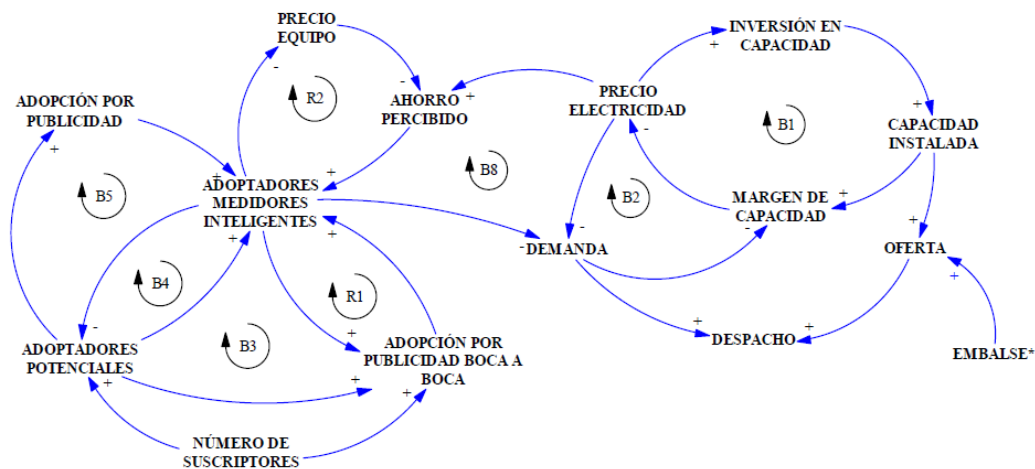 PRECIO
EQUIPO
INVERSIÓN EN
CAPACIDAD
+
-
-
R2
AHORRO
PERCIBIDO
+
PRECIO
ELECTRICIDAD
ADOPCIÓN POR
PUBLICIDAD
+
B1
+
CAPACIDAD
INSTALADA
-
+
B5
+
+
ADOPTADORES
MEDIDORES
INTELIGENTES
B8
B2
MARGEN DE
CAPACIDAD
+
-
+
+
-
-
DEMANDA
+
OFERTA
+
B4
R1
-
ADOPTADORES
POTENCIALES
+
B3
+
ADOPCIÓN POR
PUBLICIDAD BOCA A
BOCA
+
+
+
DESPACHO
+
EMBALSE*
NÚMERO DE
SUSCRIPTORES